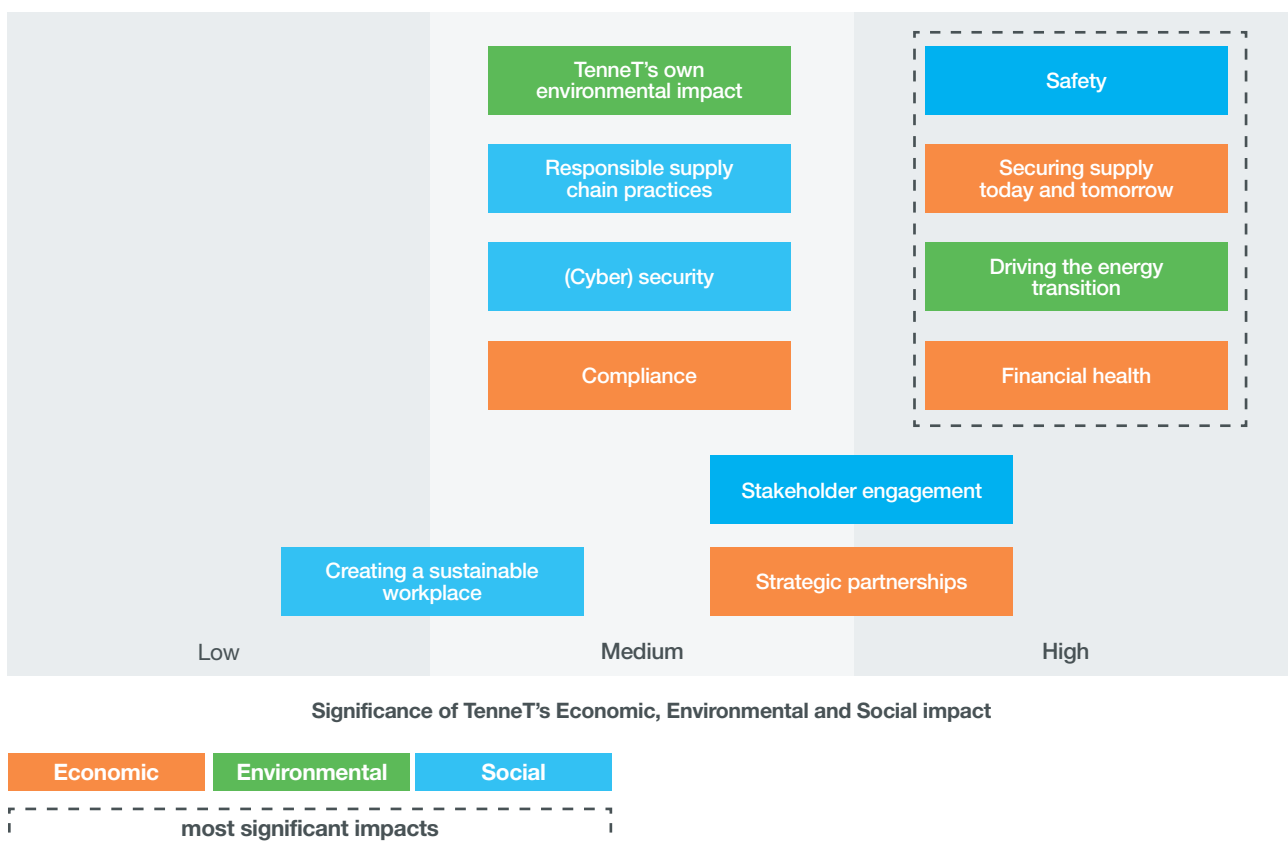 TenneT's own
environmental impact
Safety
Responsible supply
chain practices
Securing supply
today and tomorrow
(Cyber) security
Driving the energy
transition
Compliance
Financial health
Stakeholder engagement
Creating a sustainable
workplace
Strategic partnerships
Low
Medium
High
Significance of TenneT's Economic, Environmental and Social impact
Economic
Environmental
Social
most significant impacts